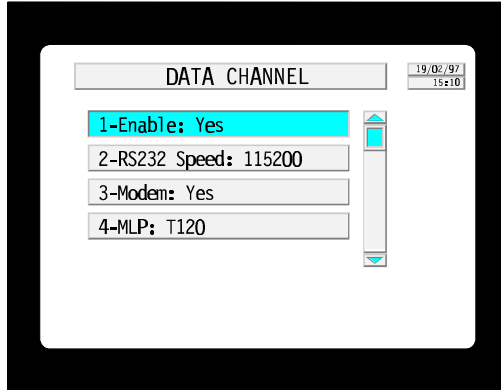 DATA CHANNEL
19/02/97
15:10
1-Enable: Yes
2-RS232 Speed: 115200
3-Modem: Yes
4-MLP: T120